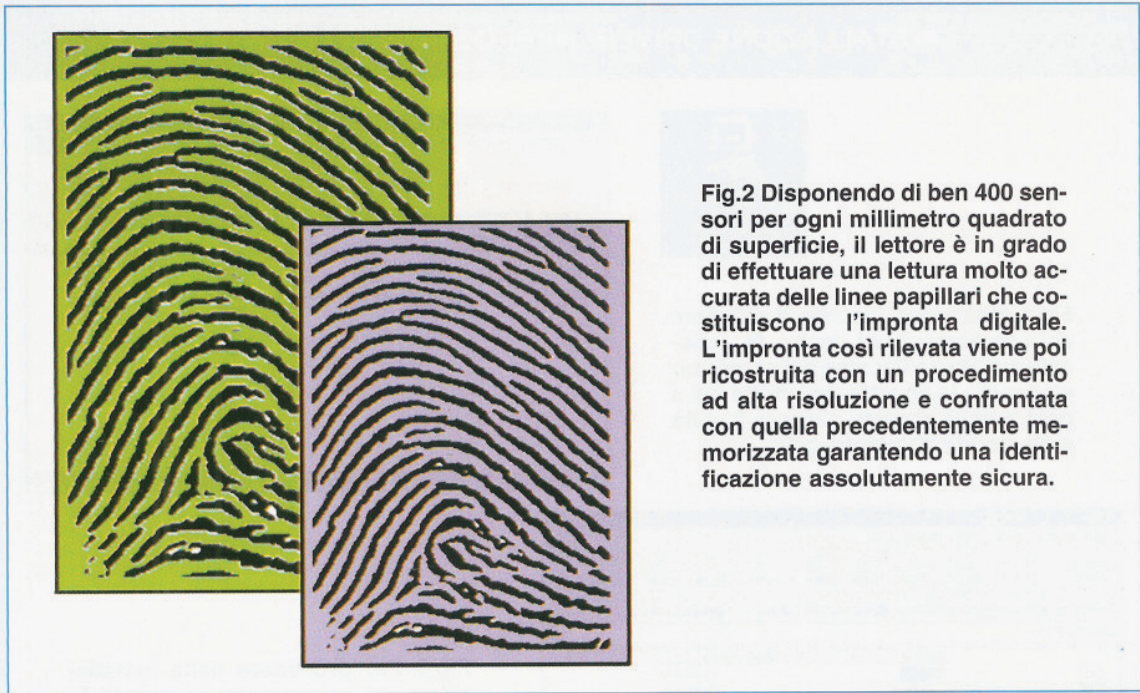 Fig.2 Disponendo di ben 400 sen-
sori per ogni millimetro quadrato
di superficie, il lettore è in grado
di effettuare una lettura molto ac-
curata delle linee papillari che co-
stituiscono l'impronta digitale.
L'impronta così rilevata viene poi
ricostruita con un procedimento
ad alta risoluzione e confrontata
con quella precedentemente me-
morizzata garantendo una identi-
ficazione assolutamente sicura.